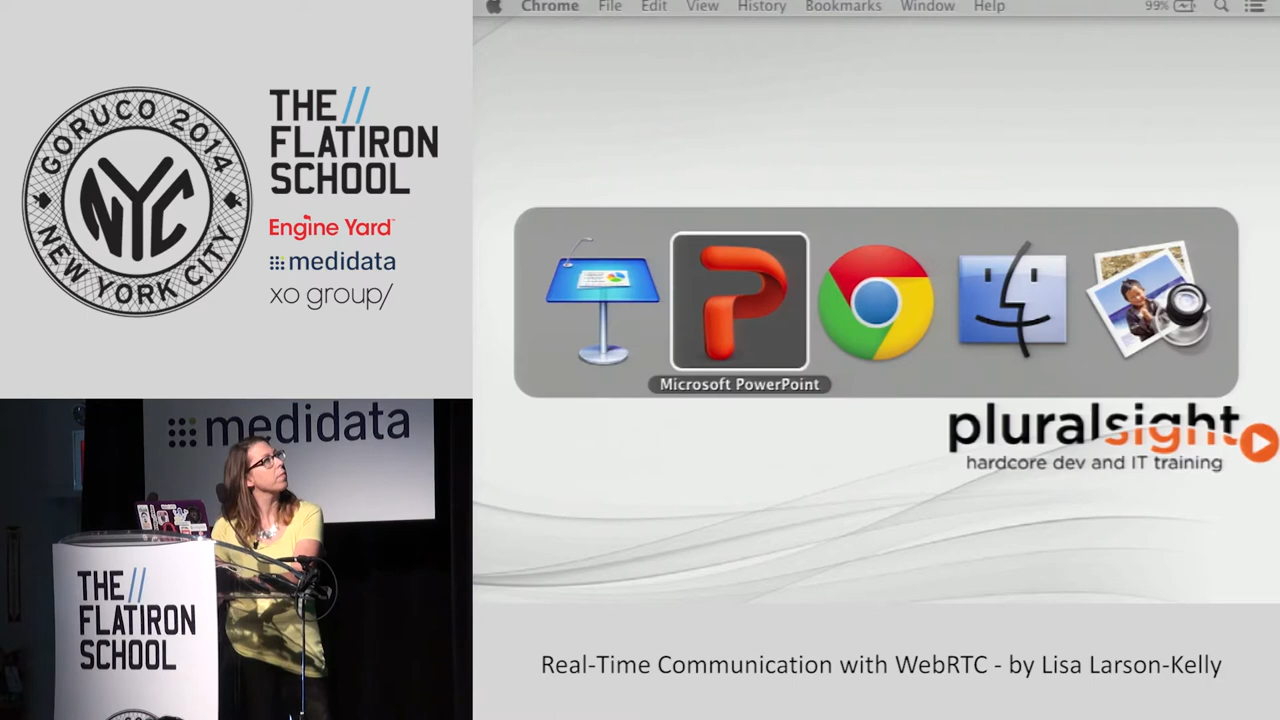 GORUCO 2014
NYC
NEW YORK CITY
THE//
FLATIRON
SCHOOL
Engine Yard
medidata
xo group/
Chrome File Edit View History Bookmarks Window Help 99%
Microsoft PowerPoint
pluralsight
hardcore dev and IT training
medidata
THE//
FLATIRON
SCHOOL
Real-Time Communication with WebRTC - by Lisa Larson-Kelly